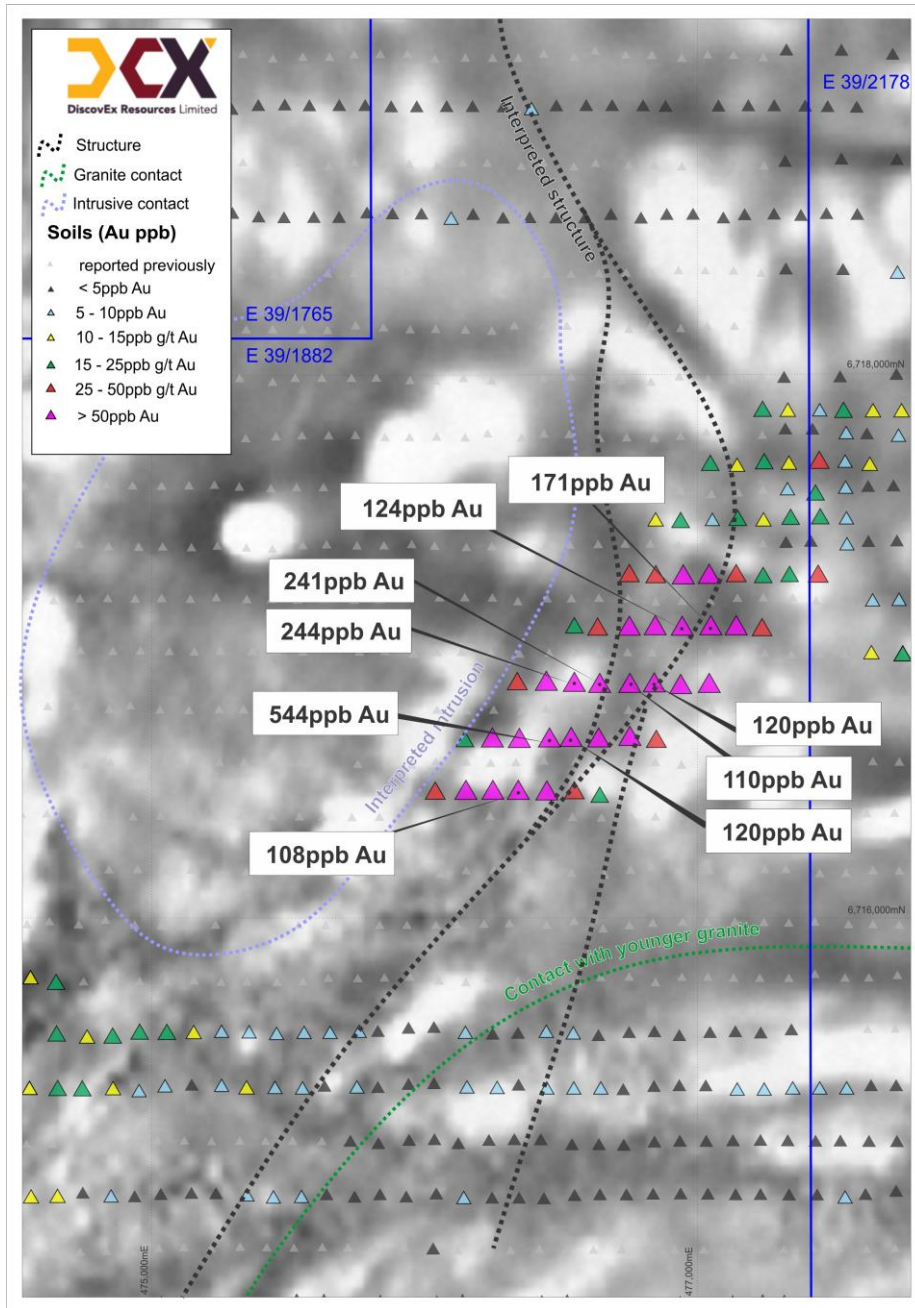 DCX
DiscovEx Resources Limited
Structure
Granite contact
Intrusive contact
Soils (Au ppb)
reported previously
< 5ppb Au
5 - 10ppb Au
10 - 15ppb g/t Au
15 - 25ppb g/t Au
25 - 50ppb g/t Au
> 50ppb Au
E 39/2178
Interpreted structure
E 39/1765
E 39/1882
6,718,000mN
171ppb Au
124ppb Au
241ppb Au
244ppb Au
544ppb Au
120ppb Au
110ppb Au
120ppb Au
108ppb Au
Interpreted intrusion
6,716,000mN
Contact with younger granite
475,000mE
477,000mE